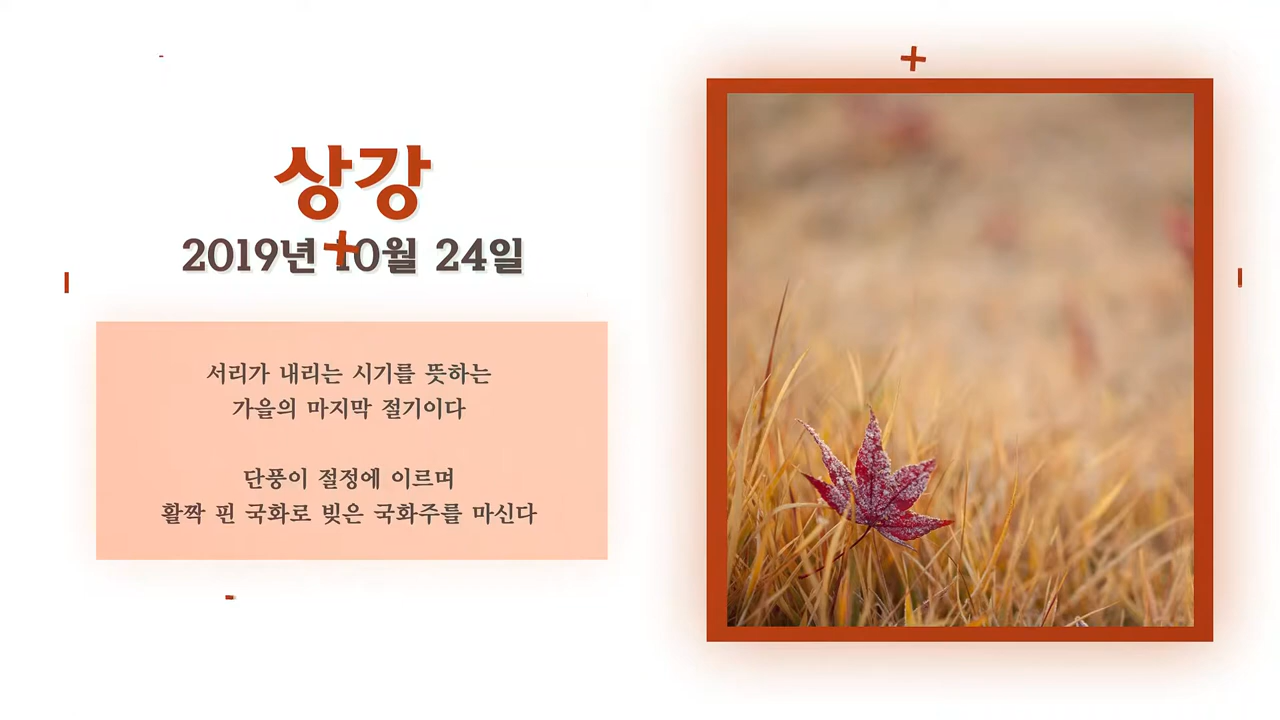 상강
2019년 10월 24일
서리가 내리는 시기를 뜻하는
가을의 마지막 절기이다
단풍이 절정에 이르며
활짝 핀 국화로 빚은 국화주를 마신다